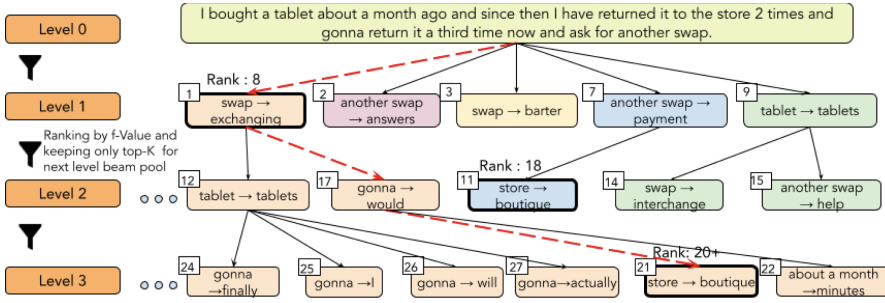 Level 0
I bought a tablet about a month ago and since then I have returned it to the store 2 times and
gonna return it a third time now and ask for another swap.
Rank : 8
Level 1
1
swap →
exchanging
2
another swap
→ answers
3
swap → barter
7
another swap →
payment
9
tablet → tablets
Ranking by f-Value and
keeping only top-K for
next level beam pool
Rank : 18
Level 2
12
tablet → tablets
17
gonna →
would
11
store →
boutique
14
swap →
interchange
15
another swap
→ help
Rank: 20+
Level 3
24
gonna
→finally
25
gonna →I
26
gonna → will
27
gonna→actually
21
store → boutique
22
about a month
→minutes